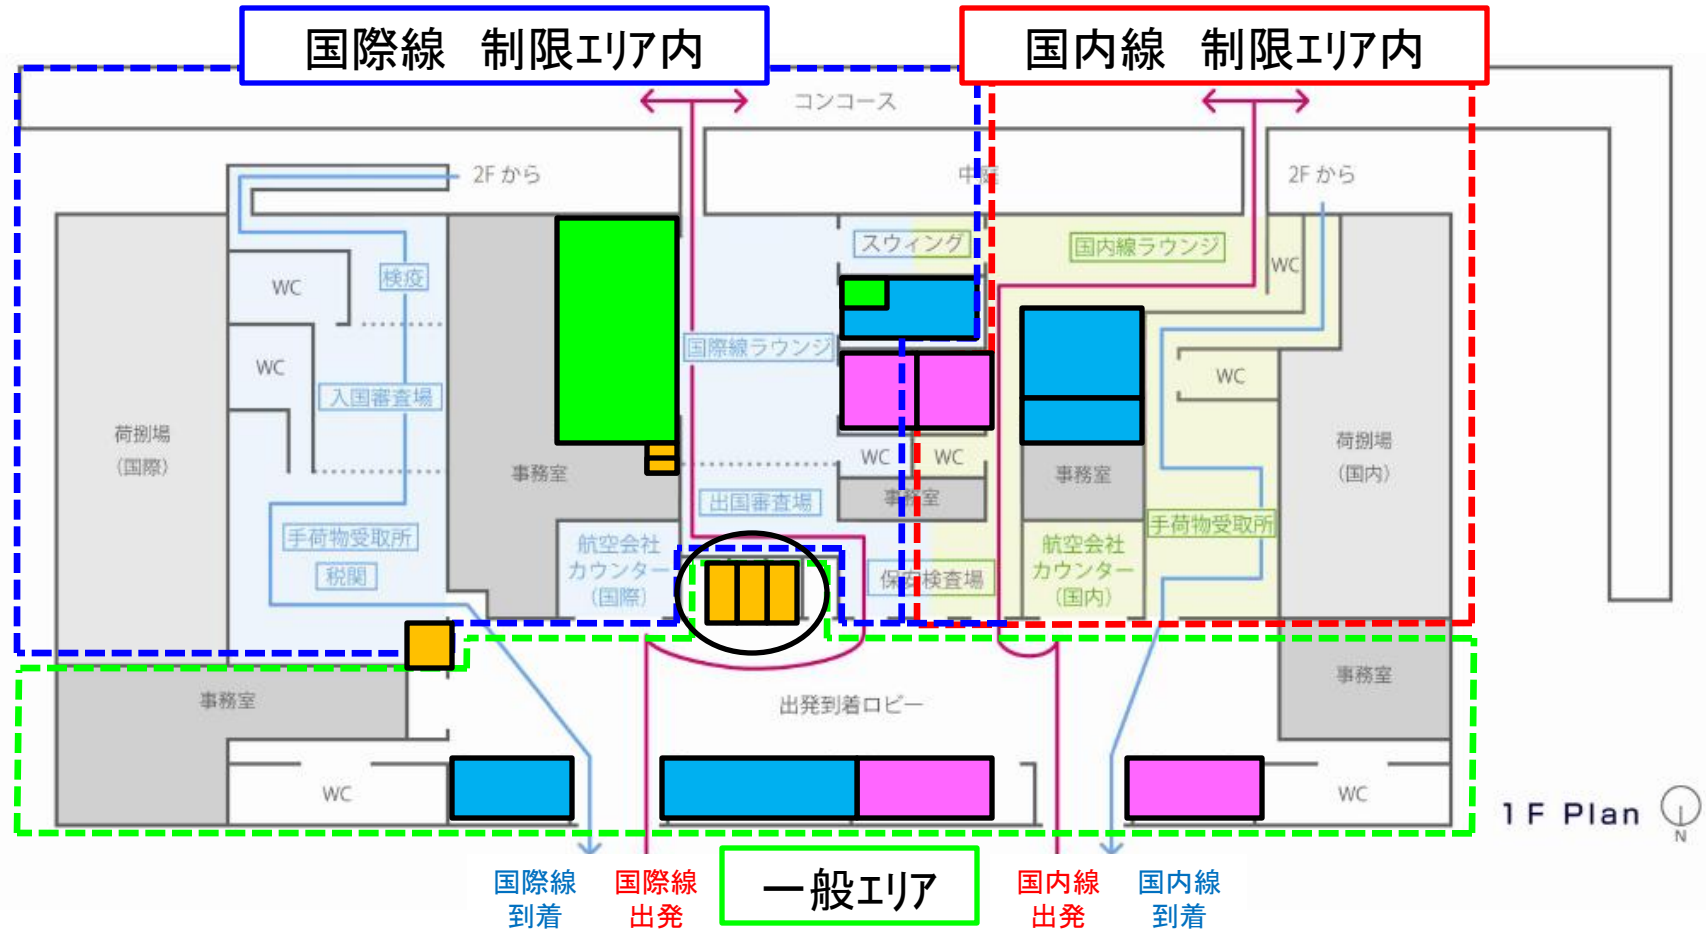 国際線　制限エリア内
国内線　制限エリア内
コンコース
2F から
中庭
2F から
スウィング
国内線ラウンジ
WC
検疫
WC
国際線ラウンジ
WC
入国審査場
WC
荷捌場
（国際）
荷捌場
（国内）
事務室
WC
WC
事務室
出国審査場
事務室
手荷物受取所
手荷物受取所
航空会社
カウンター
（国際）
航空会社
カウンター
（国内）
税関
保安検査場
事務室
事務室
出発到着ロビー
WC
WC
1F Plan
N
国際線
到着
国際線
出発
一般エリア
国内線
出発
国内線
到着